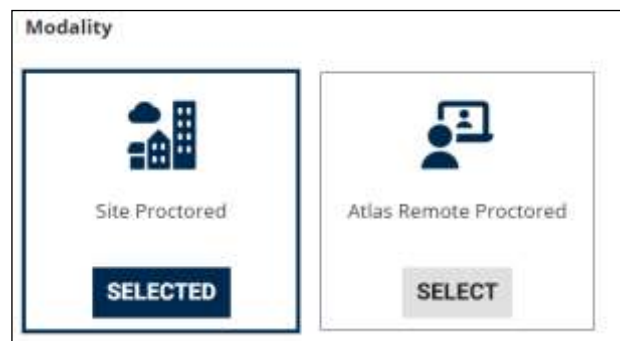 Modality
Site Proctored
Atlas Remote Proctored
SELECTED
SELECT